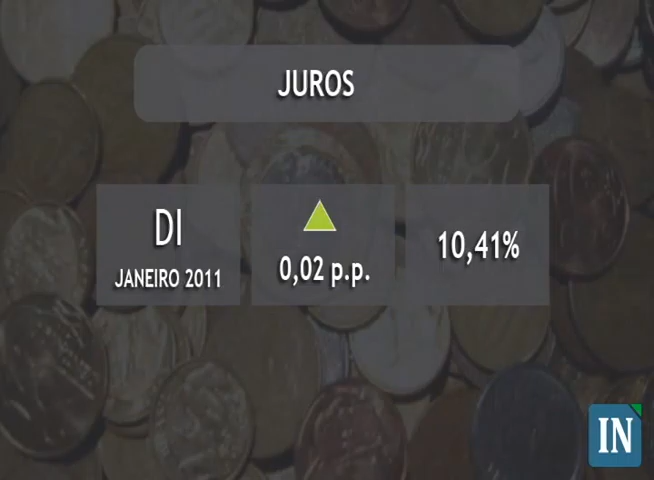 JUROS
DI
JANEIRO 2011
0,02 p.p.
10,41%
IN